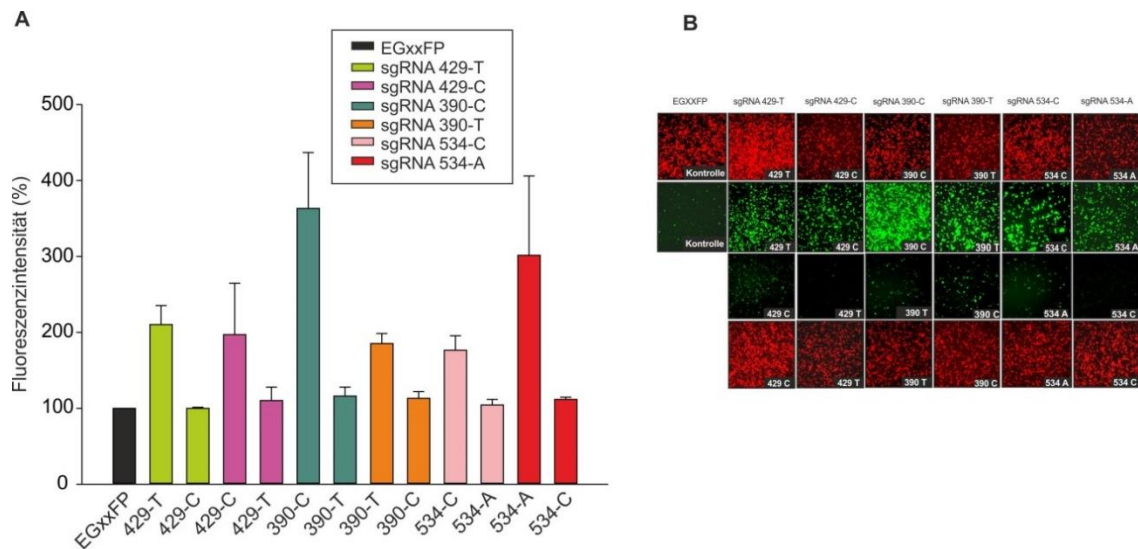 A
EGxxFP
sgRNA 429-T
sgRNA 429-C
sgRNA 390-C
sgRNA 390-T
sgRNA 534-C
sgRNA 534-A
Fluoreszenzintensität (%)
500
400
300
200
100
0
EGxxFP 429-T 429-C 429-C 429-T 390-C 390-T 390-T 390-C 534-C 534-A 534-A 534-C
B
EGXXFP sgRNA 429-T sgRNA 429-C sgRNA 390-C sgRNA 390-T sgRNA 534-C sgRNA 534-A
Kontrolle 429 T 429 C 390 C 390 T 534 C 534 A
Kontrolle 429 T 429 C 390 C 390 T 534 C 534 A
429 C 429 T 390 T 390 C 534 A 534 C
429 C 429 T 390 T 390 C 534 A 534 C